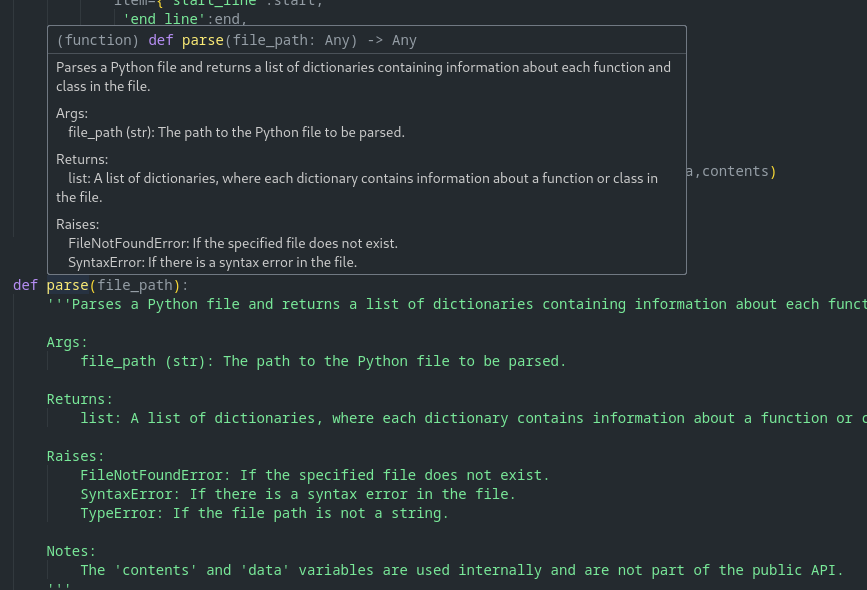 item={'start_line':start,
'end_line':end,
(function) def parse(file_path: Any) -> Any
Parses a Python file and returns a list of dictionaries containing information about each function and
class in the file.
Args:
file_path (str): The path to the Python file to be parsed.
Returns:
list: A list of dictionaries, where each dictionary contains information about a function or class in
the file.
a,contents)
Raises:
FileNotFoundError: If the specified file does not exist.
SyntaxError: If there is a syntax error in the file.
def parse(file_path):
'''Parses a Python file and returns a list of dictionaries containing information about each funct
Args:
file_path (str): The path to the Python file to be parsed.
Returns:
list: A list of dictionaries, where each dictionary contains information about a function or c
Raises:
FileNotFoundError: If the specified file does not exist.
SyntaxError: If there is a syntax error in the file.
TypeError: If the file path is not a string.
Notes:
The 'contents' and 'data' variables are used internally and are not part of the public API.
'''